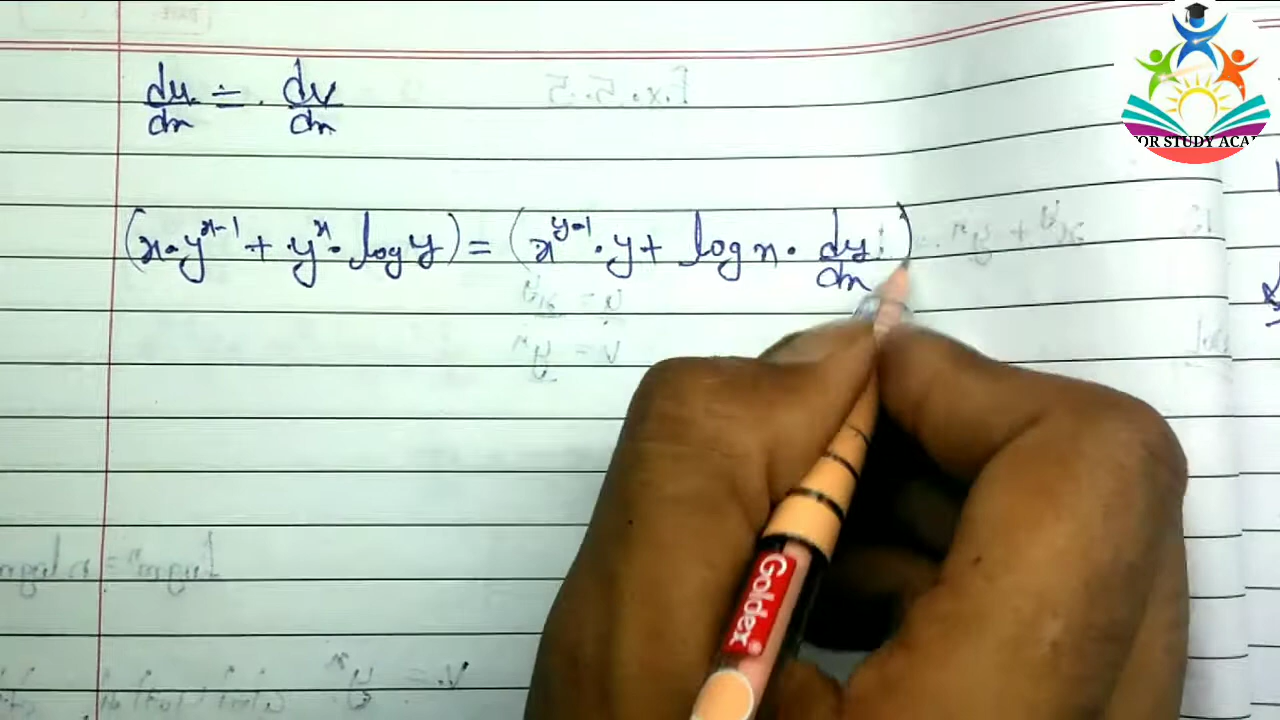 du/dx = dv/dx
(x·y^(x-1) + y^x · log y) = (x^(y-1) · y + log x · dy/dx)
OR STUDY ACA
Goldex